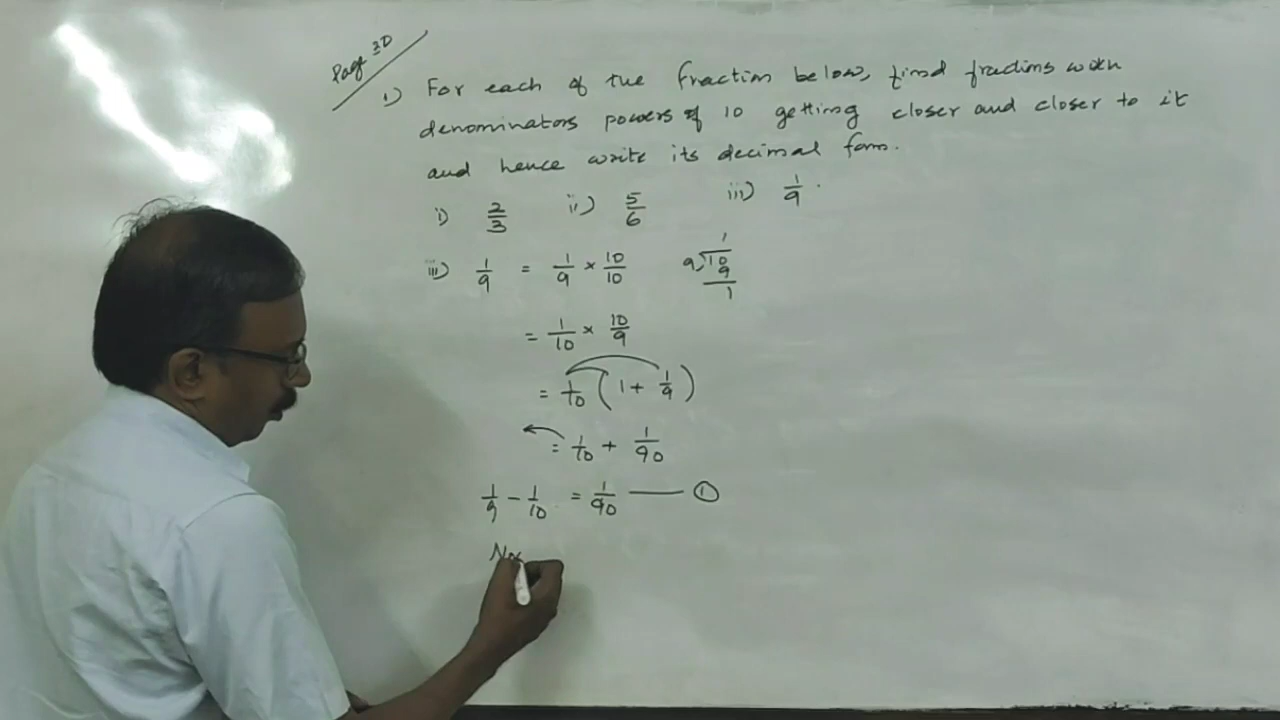 Page 30
1) For each of the fraction below, find fractions with
denominators powers of 10 getting closer and closer to it
and hence write its decimal form.
i) 2/3 ii) 5/6 iii) 1/9.
iii) 1/9 = 1/9 × 10/10
= 1/10 × 10/9
= 1/10 (1 + 1/9)
= 1/10 + 1/90
1/9 - 1/10 = 1/90 —— ①
9)10
1
9
1